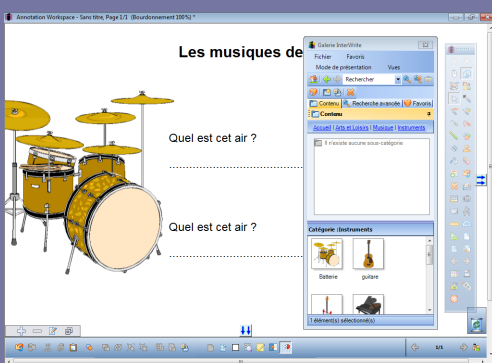 Annotation Workspace - Sans titre, Page 1/1 (Bourdonnement 100%) *
Les musiques de
Quel est cet air ?
Quel est cet air ?
Galerie InterWrite
Fichier Favoris
Mode de présentation Vues
Rechercher
Contenu Recherche avancée Favoris
Contenu
Accueil | Arts et Loisirs | Musique | Instruments
Il n'existe aucune sous-catégorie
Catégorie :Instruments
Batterie guitare
1 élément(s) sélectionné(s)
1/1